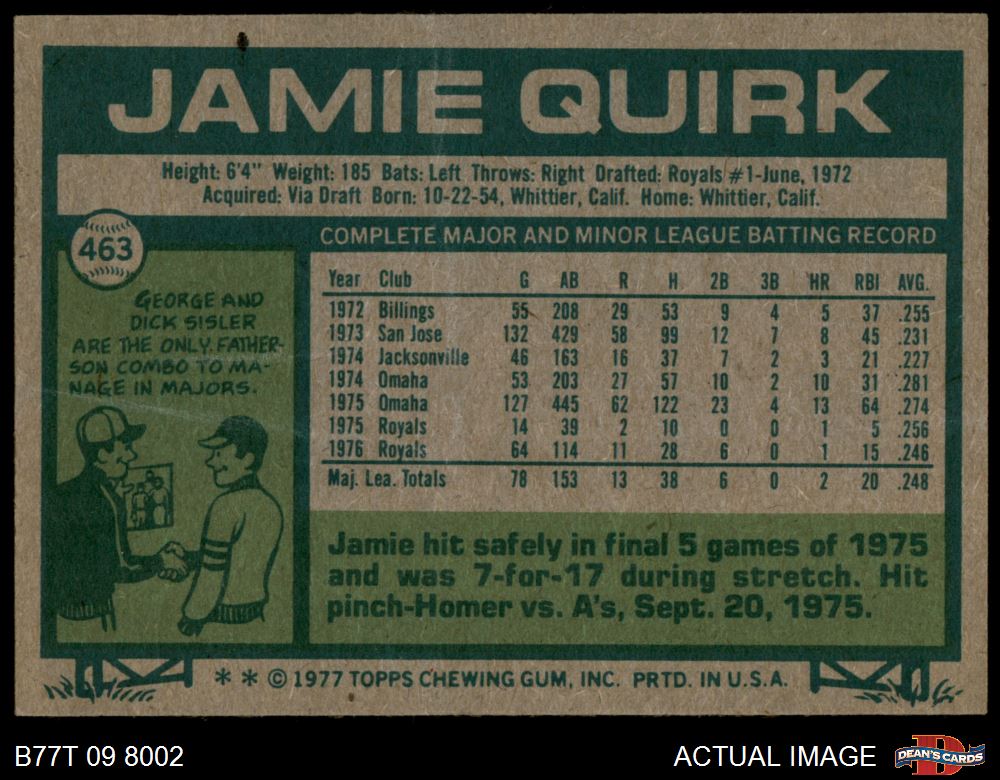 JAMIE QUIRK
Height: 6'4" Weight: 185 Bats: Left Throws: Right Drafted: Royals #1-June, 1972
Acquired: Via Draft Born: 10-22-54, Whittier, Calif. Home: Whittier, Calif.
463
GEORGE AND
DICK SISLER
ARE THE ONLY FATHER-
SON COMBO TO MA-
NAGE IN MAJORS.
COMPLETE MAJOR AND MINOR LEAGUE BATTING RECORD
Year Club G AB R H 2B 3B HR RBI AVG.
1972 Billings 55 208 29 53 9 4 5 37 .255
1973 San Jose 132 429 58 99 12 7 8 45 .231
1974 Jacksonville 46 163 16 37 7 2 3 21 .227
1974 Omaha 53 203 27 57 10 2 10 31 .281
1975 Omaha 127 445 62 122 23 4 13 64 .274
1975 Royals 14 39 2 10 0 0 1 5 .256
1976 Royals 64 114 11 28 6 0 1 15 .246
Maj. Lea. Totals 78 153 13 38 6 0 2 20 .248
Jamie hit safely in final 5 games of 1975
and was 7-for-17 during stretch. Hit
pinch-Homer vs. A's, Sept. 20, 1975.
* * © 1977 TOPPS CHEWING GUM, INC. PRTD. IN U.S.A.
B77T 09 8002
ACTUAL IMAGE
D
DEAN'S CARDS